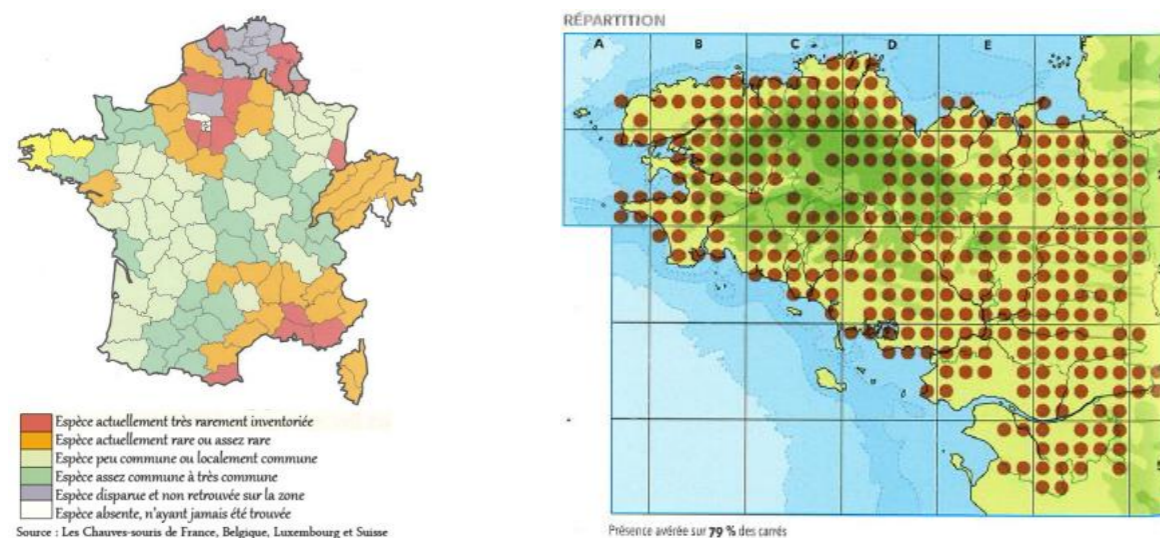 Espèce actuellement très rarement inventoriée
Espèce actuellement rare ou assez rare
Espèce peu commune ou localement commune
Espèce assez commune à très commune
Espèce disparue et non retrouvée sur la zone
Espèce absente, n'ayant jamais été trouvée
Source : Les Chauves-souris de France, Belgique, Luxembourg et Suisse
RÉPARTITION
A B C D E F
Présence avérée sur 79 % des carrés